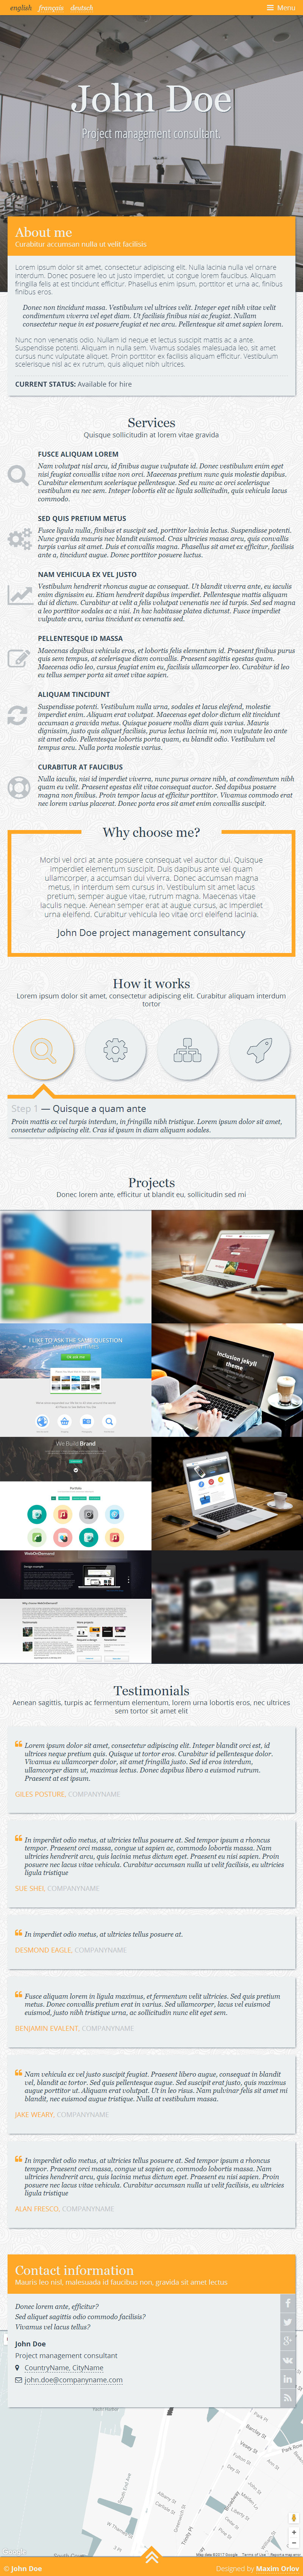 english français deutsch Menu
John Doe
Project management consultant.
About me
Curabitur accumsan nulla ut velit facilisis
Lorem ipsum dolor sit amet, consectetur adipiscing elit. Nulla lacinia nulla vel ornare
interdum. Donec posuere leo ut justo imperdiet, ut congue lorem faucibus. Aliquam
fringilla felis at est tincidunt efficitur. Phasellus enim ipsum, porttitor et urna ac, finibus
finibus eros.
Donec non tincidunt massa. Vestibulum vel ultrices velit. Integer eget nibh vitae velit
condimentum viverra vel eget diam. Ut facilisis finibus nisi ac feugiat. Nullam
consectetur neque in est posuere feugiat et nec arcu. Pellentesque sit amet sapien lorem.
Nunc non venenatis odio. Nullam id neque et lectus suscipit mattis ac a ante.
Suspendisse potenti. Aliquam in nulla sem. Vivamus sodales malesuada leo, sit amet
cursus nunc vulputate aliquet. Proin porttitor ex facilisis aliquam efficitur. Vestibulum
scelerisque nisl ac ex rutrum, quis aliquet nibh ultrices.
CURRENT STATUS: Available for hire
Services
Quisque sollicitudin at lorem vitae gravida
FUSCE ALIQUAM LOREM
Nam volutpat nisl arcu, id finibus augue vulputate id. Donec vestibulum enim eget
nisi feugiat convallis vitae non orci. Maecenas pretium nunc quis venenatis dapibus.
Curabitur elementum scelerisque pellentesque. Sed eu nunc ac orci scelerisque
vestibulum eu nec sem. Integer lobortis elit ac ligula sollicitudin, quis vehicula lacus
commodo.
SED QUIS PRETIUM METUS
Fusce ligula nulla, finibus et suscipit sed, porttitor lacinia lectus. Suspendisse potenti.
Nunc gravida mauris nec blandit euismod. Cras ultricies massa arcu, quis convallis
turpis varius sit amet. Duis et convallis magna. Phasellus sit amet ex efficitur, facilisis
ante a, tincidunt augue. Donec porttitor posuere luctus.
NAM VEHICULA EX VEL JUSTO
Vestibulum hendrerit rhoncus augue ac consequat. Ut blandit viverra ante, eu iaculis
enim dignissim eu. Etiam hendrerit dapibus imperdiet. Pellentesque mattis aliquam
dui id dictum. Curabitur at velit a felis volutpat venenatis nec id turpis. Sed sed magna
a leo porttitor sodales ac a nisi. In hac habitasse platea dictumst. Fusce imperdiet
vulputate arcu, varius tincidunt ex venenatis sed.
PELLENTESQUE ID MASSA
Maecenas dapibus vehicula eros, et lobortis felis elementum id. Praesent finibus purus
quis sem tempus, at scelerisque diam convallis. Praesent sagittis egestas quam.
Maecenas odio leo, cursus feugiat enim eu, facilisis ullamcorper leo. Curabitur id leo
eu tellus semper porta sit amet vitae sapien.
ALIQUAM TINCIDUNT
Suspendisse potenti. Vestibulum nulla urna, sodales at lacus eleifend, molestie
imperdiet enim. Aliquam erat volutpat. Maecenas eget dolor dictum elit tincidunt
accumsan a gravida metus. Quisque posuere mollis diam quis varius. Mauris
dignissim, justo quis aliquet facilisis, purus lectus lacinia mi, non vulputate leo ante
sit amet odio. Pellentesque lobortis porta quam, eu blandit odio. Vestibulum vel
tempus arcu. Nulla porta molestie varius.
CURABITUR AT FAUCIBUS
Nulla iaculis, nisi id imperdiet viverra, nunc purus ornare nibh, at condimentum nibh
quam eu velit. Praesent egestas elit vitae consequat auctor. Sed dapibus posuere
magna non finibus. Proin tempor lacus at efficitur porttitor. Vivamus commodo erat
nec lorem varius placerat. Donec porta arcu sit amet enim convallis suscipit.
Why choose me?
Morbi vel orci at ante posuere consequat vel auctor dui. Quisque
imperdiet elementum suscipit. Duis dapibus ante vel quam
ullamcorper, a accumsan dui viverra. Donec accumsan magna
metus, in interdum sem cursus in. Vestibulum sit amet lacus
pretium, semper augue vitae, rutrum magna. Maecenas vitae
iaculis neque. Aenean semper erat at augue cursus, ac imperdiet
urna eleifend. Curabitur vehicula leo vitae orci eleifend lacinia.
John Doe project management consultancy
How it works
Lorem ipsum dolor sit amet, consectetur adipiscing elit. Curabitur aliquam interdum
tortor
Step 1 — Quisque a quam ante
Proin mattis ex vel turpis interdum, in fringilla nibh tristique. Lorem ipsum dolor sit amet,
consectetur adipiscing elit. Cras id ipsum in diam aliquam sodales.
Projects
Donec lorem ante, efficitur ut blandit eu, sollicitudin sed mi
I LIKE TO ASK THE SAME QUESTION
inclusion jekyll
theme
We Build Brand
Portfolio
WebOnDemand
Testimonials
Aenean sagittis, turpis ac fermentum elementum, lorem urna lobortis eros, nec ultrices
sem tortor sit amet elit
Lorem ipsum dolor sit amet, consectetur adipiscing elit. Integer blandit orci est, id
ultrices neque pretium quis. Quisque ut tortor eros. Curabitur id pellentesque dolor.
Vivamus eu ullamcorper dolor, sit amet fringilla justo. Sed id eros interdum,
ullamcorper diam ut, maximus lectus. Donec dapibus libero a euismod rutrum.
Praesent at est ipsum.
GILES POSTURE, COMPANYNAME
In imperdiet odio metus, at ultricies tellus posuere at. Sed tempor ipsum a rhoncus
tempor. Praesent orci massa, congue ut sapien ac, commodo lobortis massa. Nam
ultricies hendrerit arcu, quis lacinia metus dictum eget. Praesent eu nisi sapien. Proin
posuere nec lacus vitae vehicula. Curabitur accumsan nulla ut velit facilisis, eu ultricies
ligula tristique
SUE SHEI, COMPANYNAME
In imperdiet odio metus, at ultricies tellus posuere at.
DESMOND EAGLE, COMPANYNAME
Fusce aliquam lorem in ligula maximus, et fermentum velit ultricies. Sed quis pretium
metus. Donec convallis pretium erat in varius. Sed ullamcorper, lacus vel euismod
euismod, justo nibh tristique urna, ac sollicitudin nunc elit eget sem.
BENJAMIN EVALENT, COMPANYNAME
Nam vehicula ex vel justo suscipit feugiat. Praesent libero augue, consequat in blandit
vel, blandit ac tortor. Sed quis pellentesque augue. Sed suscipit erat justo, quis maximus
augue porttitor ut. Aliquam erat volutpat. Ut in leo risus. Nam pulvinar felis sit amet mi
blandit, nec euismod augue tristique. Nulla at vestibulum massa.
JAKE WEARY, COMPANYNAME
In imperdiet odio metus, at ultricies tellus posuere at. Sed tempor ipsum a rhoncus
tempor. Praesent orci massa, congue ut sapien ac, commodo lobortis massa. Nam
ultricies hendrerit arcu, quis lacinia metus dictum eget. Praesent eu nisi sapien. Proin
posuere nec lacus vitae vehicula. Curabitur accumsan nulla ut velit facilisis, eu ultricies
ligula tristique
ALAN FRESCO, COMPANYNAME
Contact information
Mauris leo nisl, malesuada id faucibus non, gravida sit amet lectus
Donec lorem ante, efficitur?
Sed aliquet sagittis odio commodo facilisis?
Vivamus vel lacus tellus?
John Doe
Project management consultant
CountryName, CityName
john.doe@companyname.com
Park Pl
Barclay St
Vesey St
Park Row
Dey St
Albany St
Google
Map data ©2017 Google Terms of Use Report a map error
© John Doe Designed by Maxim Orlov